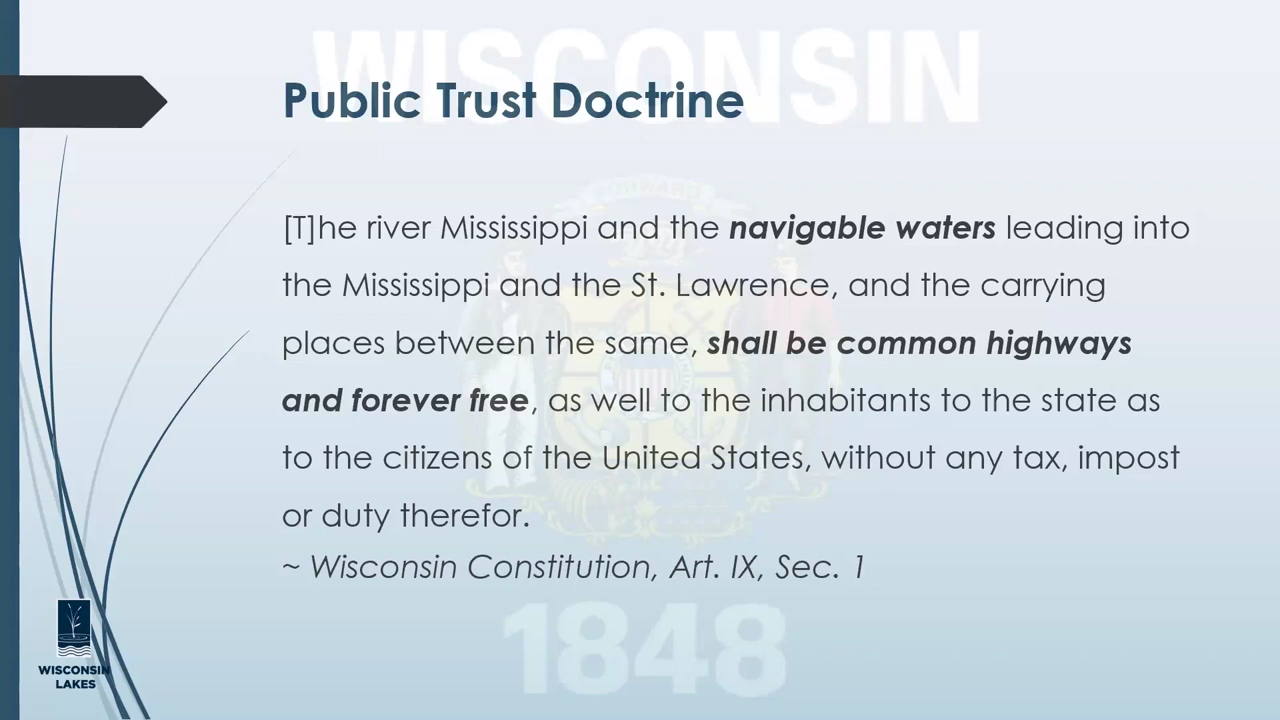 WISCONSIN
Public Trust Doctrine
FORWARD
[T]he river Mississippi and the navigable waters leading into
the Mississippi and the St. Lawrence, and the carrying
places between the same, shall be common highways
and forever free, as well to the inhabitants to the state as
to the citizens of the United States, without any tax, impost
or duty therefor.
~ Wisconsin Constitution, Art. IX, Sec. 1
1848
WISCONSIN
LAKES